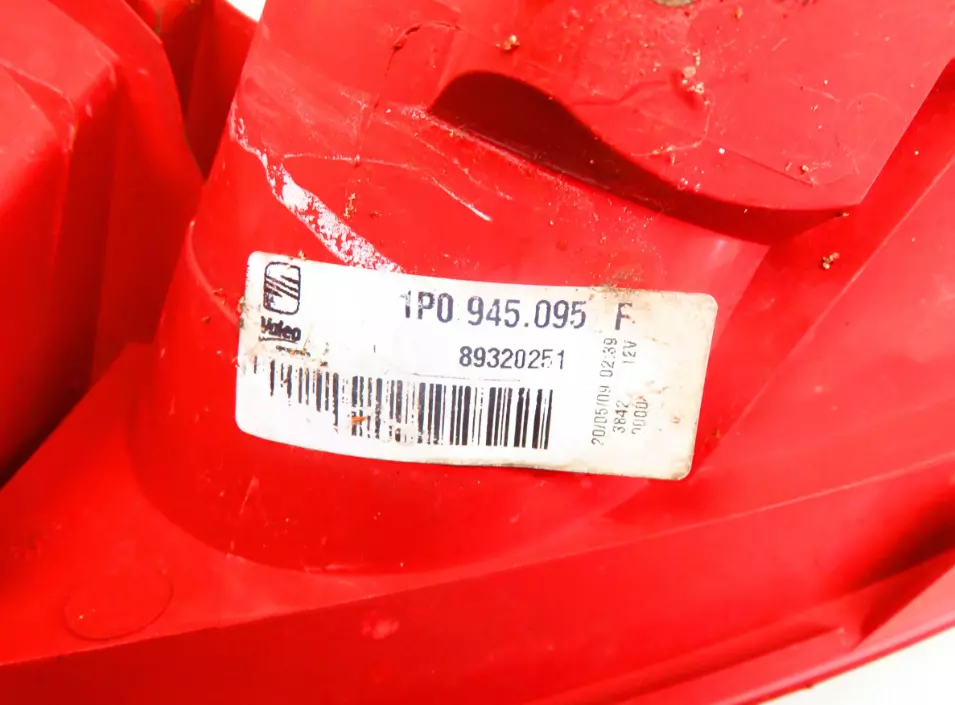 1P0 945.095 F
Valeo
89320251
20/05/09 02:39 12V
3842 0000